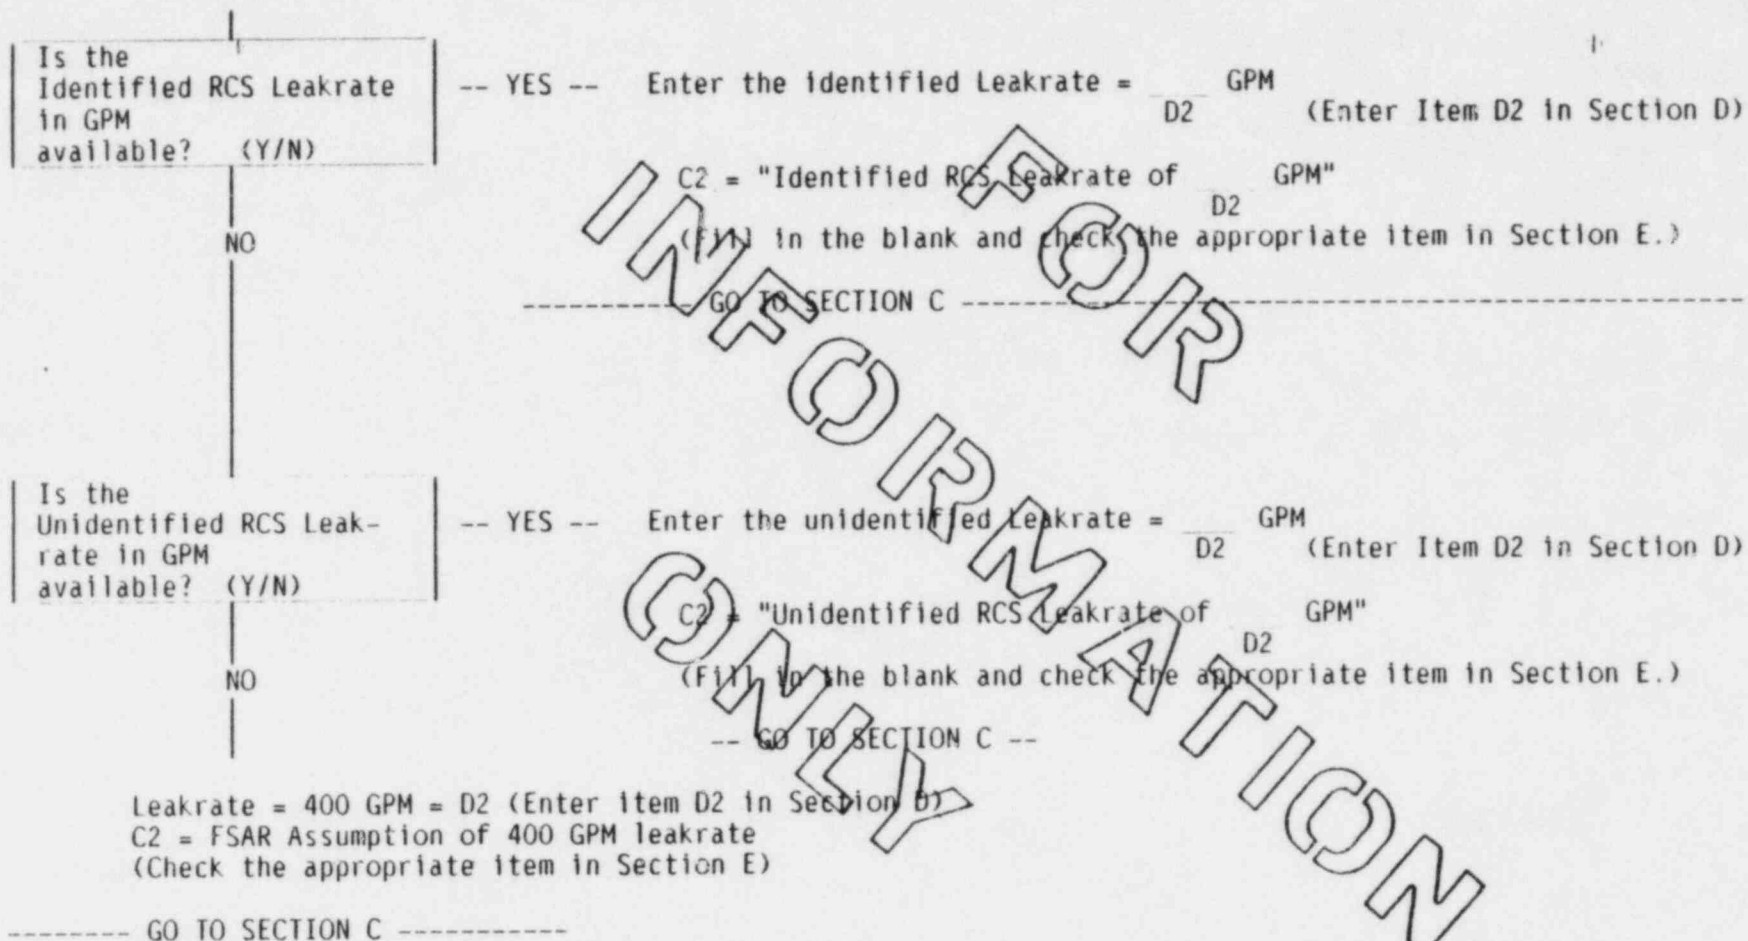 Is the
Identified RCS Leakrate
in GPM
available? (Y/N)
-- YES -- Enter the identified Leakrate = ___ GPM
D2 (Enter Item D2 in Section D)
C2 = "Identified RCS Leakrate of ___ GPM"
D2
(Fill in the blank and check the appropriate item in Section E.)
NO
---------- GO TO SECTION C ----------
Is the
Unidentified RCS Leak-
rate in GPM
available? (Y/N)
-- YES -- Enter the unidentified Leakrate = ___ GPM
D2 (Enter Item D2 in Section D)
C2 = "Unidentified RCS Leakrate of ___ GPM"
D2
(Fill in the blank and check the appropriate item in Section E.)
NO
-- GO TO SECTION C --
Leakrate = 400 GPM = D2 (Enter item D2 in Section D)
C2 = FSAR Assumption of 400 GPM leakrate
(Check the appropriate item in Section E)
-------- GO TO SECTION C -----------
FOR
INFORMATION
ONLY